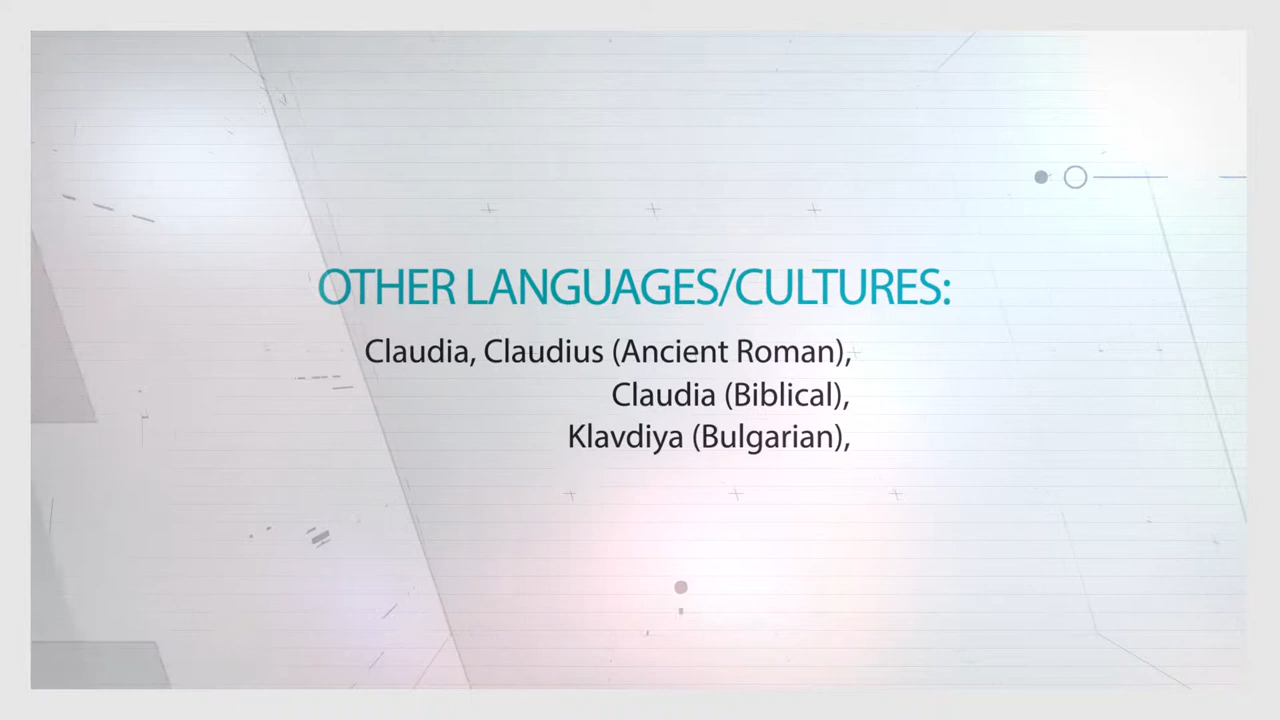 OTHER LANGUAGES/CULTURES:
Claudia, Claudius (Ancient Roman),
Claudia (Biblical),
Klavdiya (Bulgarian),